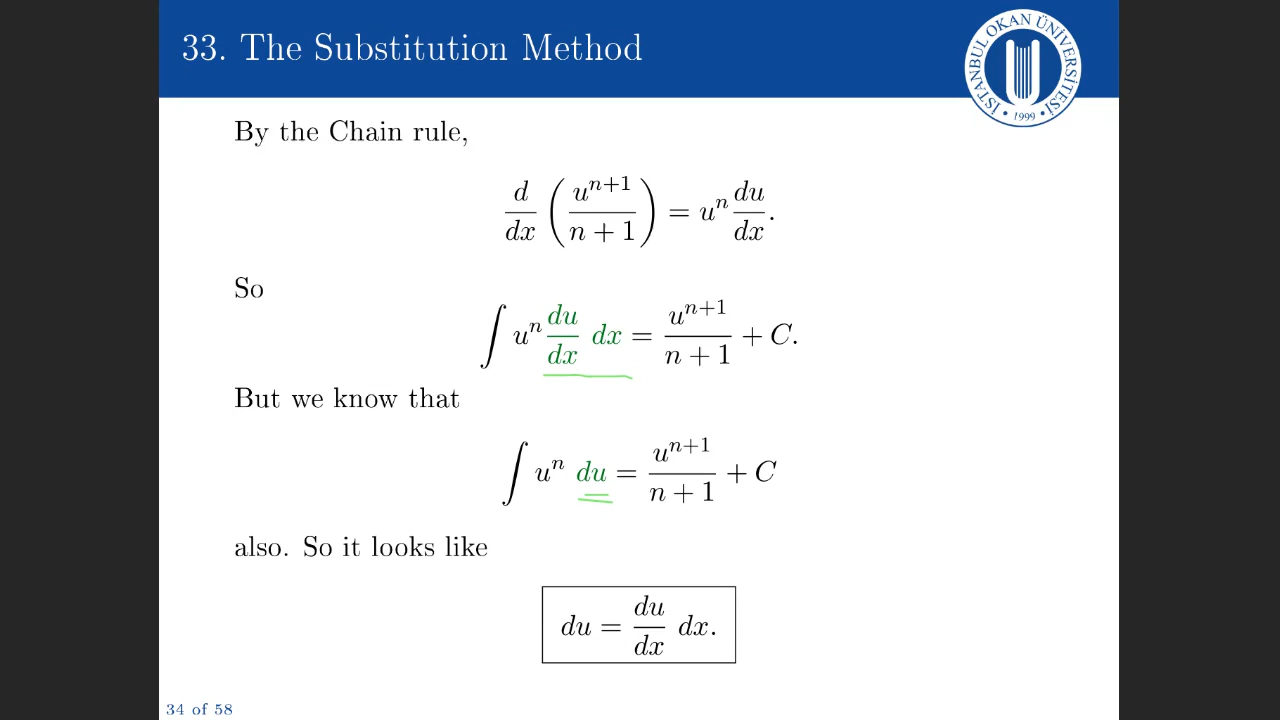 33. The Substitution Method
İSTANBUL OKAN ÜNİVERSİTESİ
• 1999 •
By the Chain rule,
d/dx (u^{n+1}/(n + 1)) = u^n du/dx.
So
∫ u^n du/dx dx = u^{n+1}/(n + 1) + C.
But we know that
∫ u^n du = u^{n+1}/(n + 1) + C
also. So it looks like
du = du/dx dx.
34 of 58